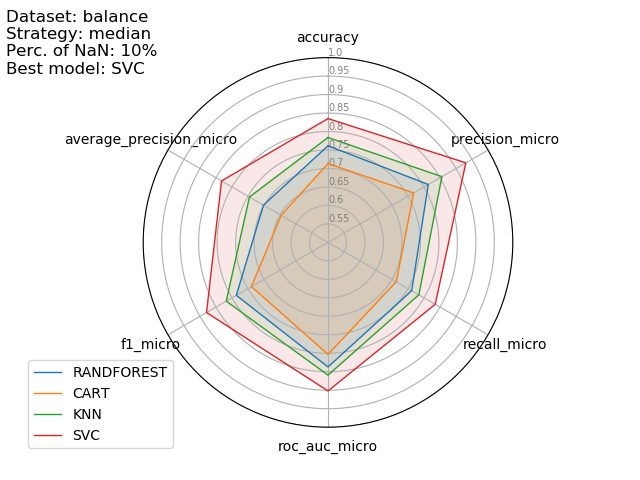 Dataset: balance
Strategy: median
Perc. of NaN: 10%
Best model: SVC
accuracy
1.0
0.95
0.9
0.85
0.8
0.75
0.7
0.65
0.6
0.55
average_precision_micro
precision_micro
f1_micro
recall_micro
roc_auc_micro
RANDFOREST
CART
KNN
SVC